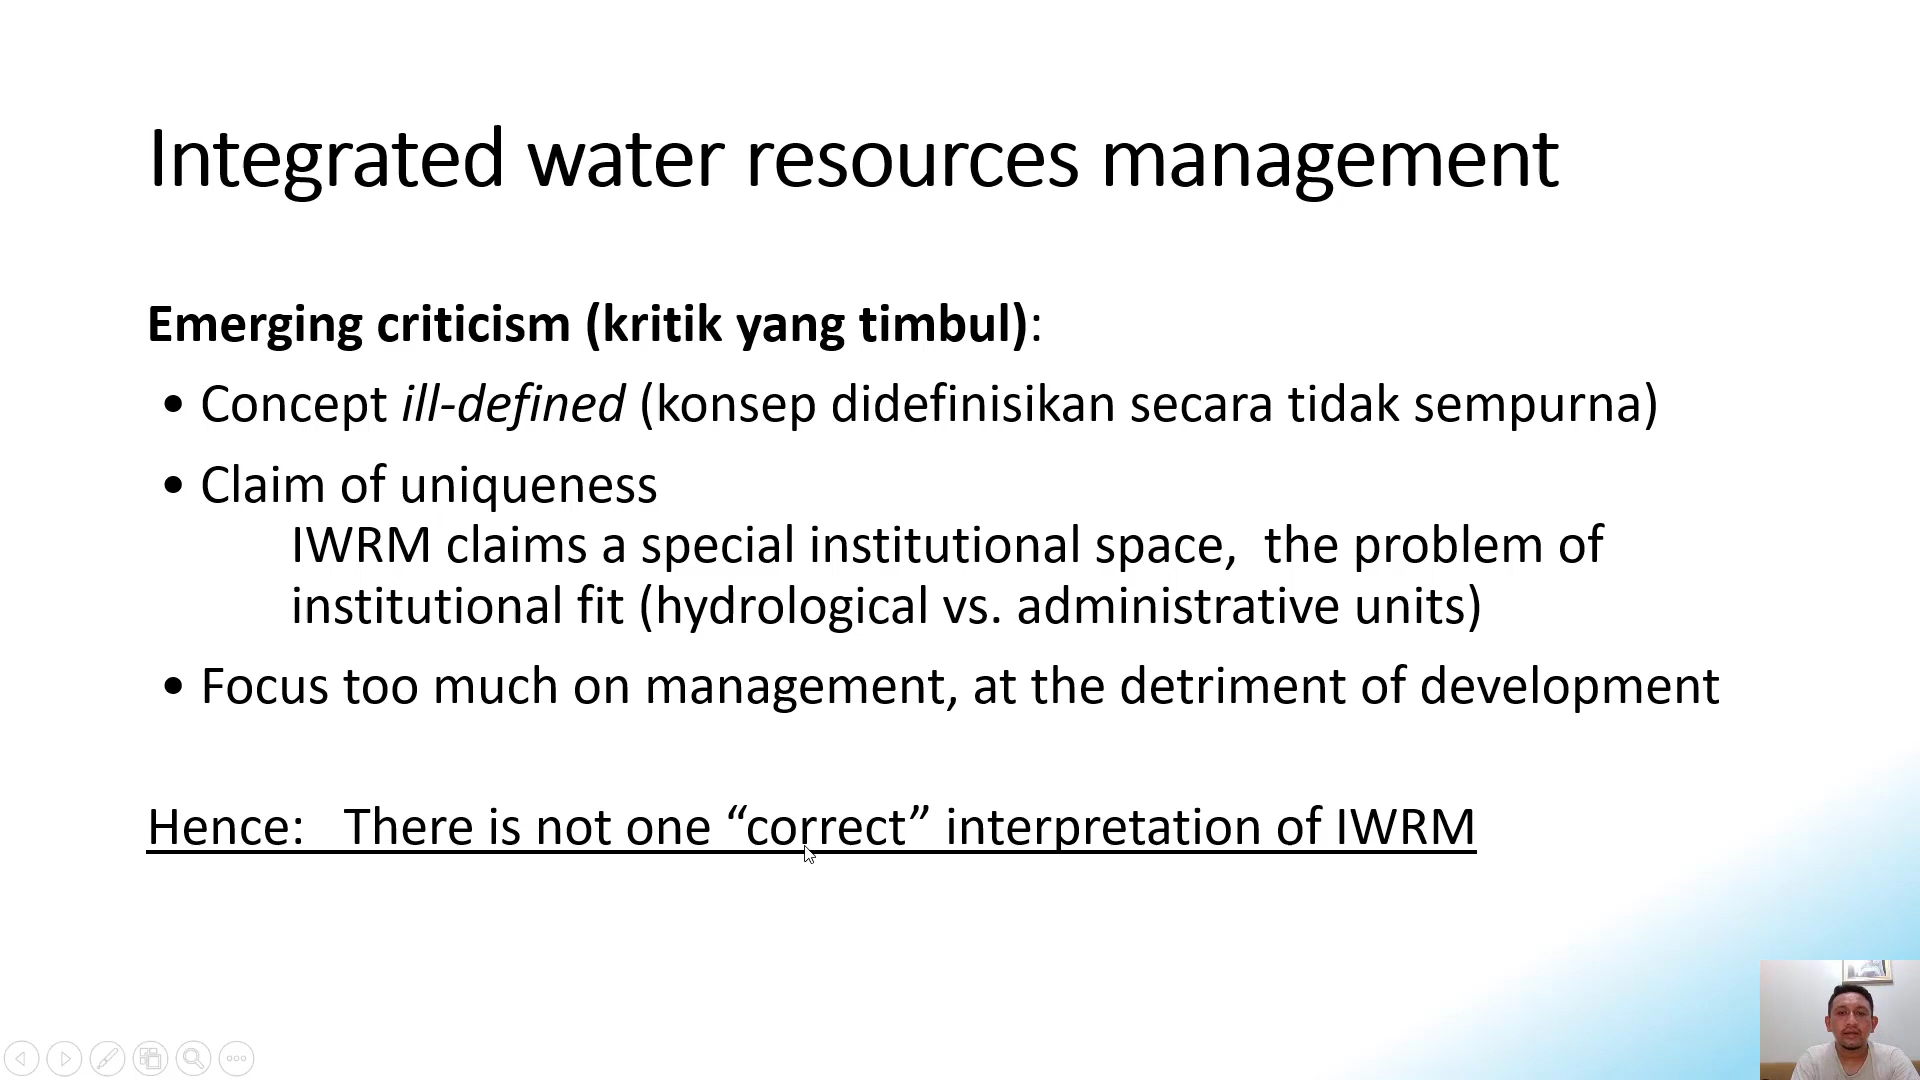 Integrated water resources management
Emerging criticism (kritik yang timbul):
• Concept ill-defined (konsep didefinisikan secara tidak sempurna)
• Claim of uniqueness
IWRM claims a special institutional space,  the problem of
institutional fit (hydrological vs. administrative units)
• Focus too much on management, at the detriment of development
Hence:   There is not one “correct” interpretation of IWRM